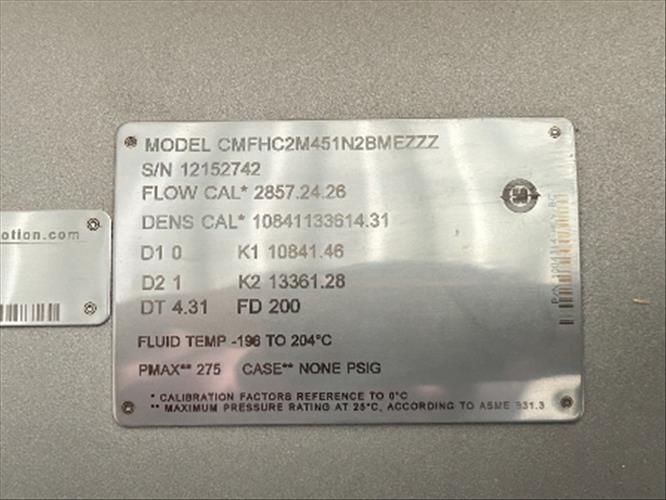 MODEL CMFHC2M451N2BMEZZZ
S/N 12152742
FLOW CAL* 2857.24.26
DENS CAL* 10841133614.31
D1 0 K1 10841.46
D2 1 K2 13361.28
DT 4.31 FD 200
FLUID TEMP -196 TO 204°C
PMAX** 275 CASE** NONE PSIG
* CALIBRATION FACTORS REFERENCE TO 0°C
** MAXIMUM PRESSURE RATING AT 25°C, ACCORDING TO ASME B31.3
otion.com